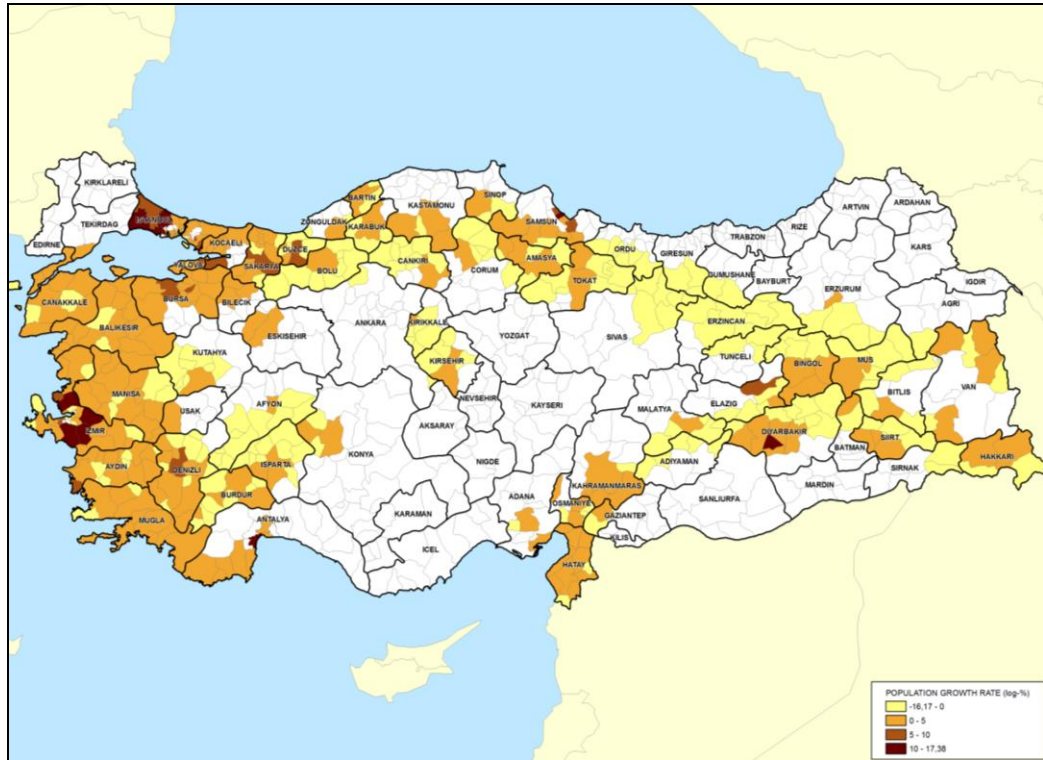 KIRKLARELI
TEKIRDAG
EDIRNE
ISTANBUL
KOCAELI
YALOVA
SAKARYA
DUZCE
ZONGULDAK
BARTIN
KARABUK
KASTAMONU
SINOP
SAMSUN
BOLU
CANKIRI
CORUM
AMASYA
TOKAT
ORDU
GIRESUN
TRABZON
RIZE
ARTVIN
ARDAHAN
KARS
IGDIR
AGRI
GUMUSHANE
BAYBURT
ERZURUM
ERZINCAN
CANAKKALE
BALIKESIR
BURSA
BILECIK
ESKISEHIR
ANKARA
KIRIKKALE
KIRSEHIR
YOZGAT
SIVAS
TUNCELI
BINGOL
MUS
BITLIS
VAN
KUTAHYA
MANISA
USAK
AFYON
IZMIR
AYDIN
DENIZLI
ISPARTA
BURDUR
MUGLA
ANTALYA
KONYA
AKSARAY
NEVSEHIR
KAYSERI
NIGDE
KARAMAN
ICEL
ADANA
MALATYA
ELAZIG
DIYARBAKIR
BATMAN
SIIRT
SIRNAK
HAKKARI
ADIYAMAN
KAHRAMANMARAS
OSMANIYE
GAZIANTEP
KILIS
SANLIURFA
MARDIN
HATAY
POPULATION GROWTH RATE (log-%)
-16,17 - 0
0 - 5
5 - 10
10 - 17,38